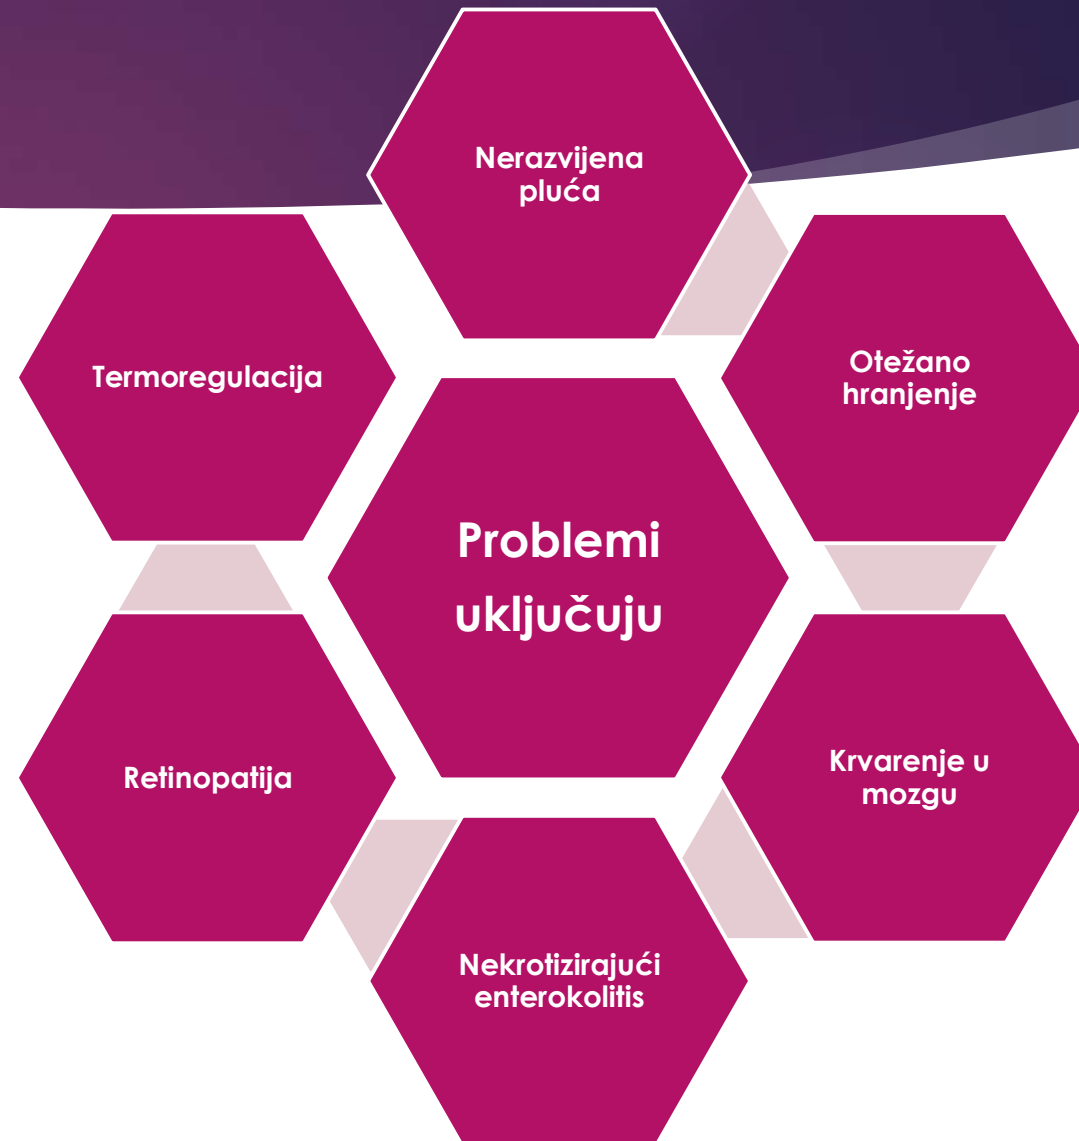 Nerazvijena
pluća
Otežano
hranjenje
Krvarenje u
mozgu
Nekrotizirajući
enterokolitis
Retinopatija
Termoregulacija
Problemi
uključuju